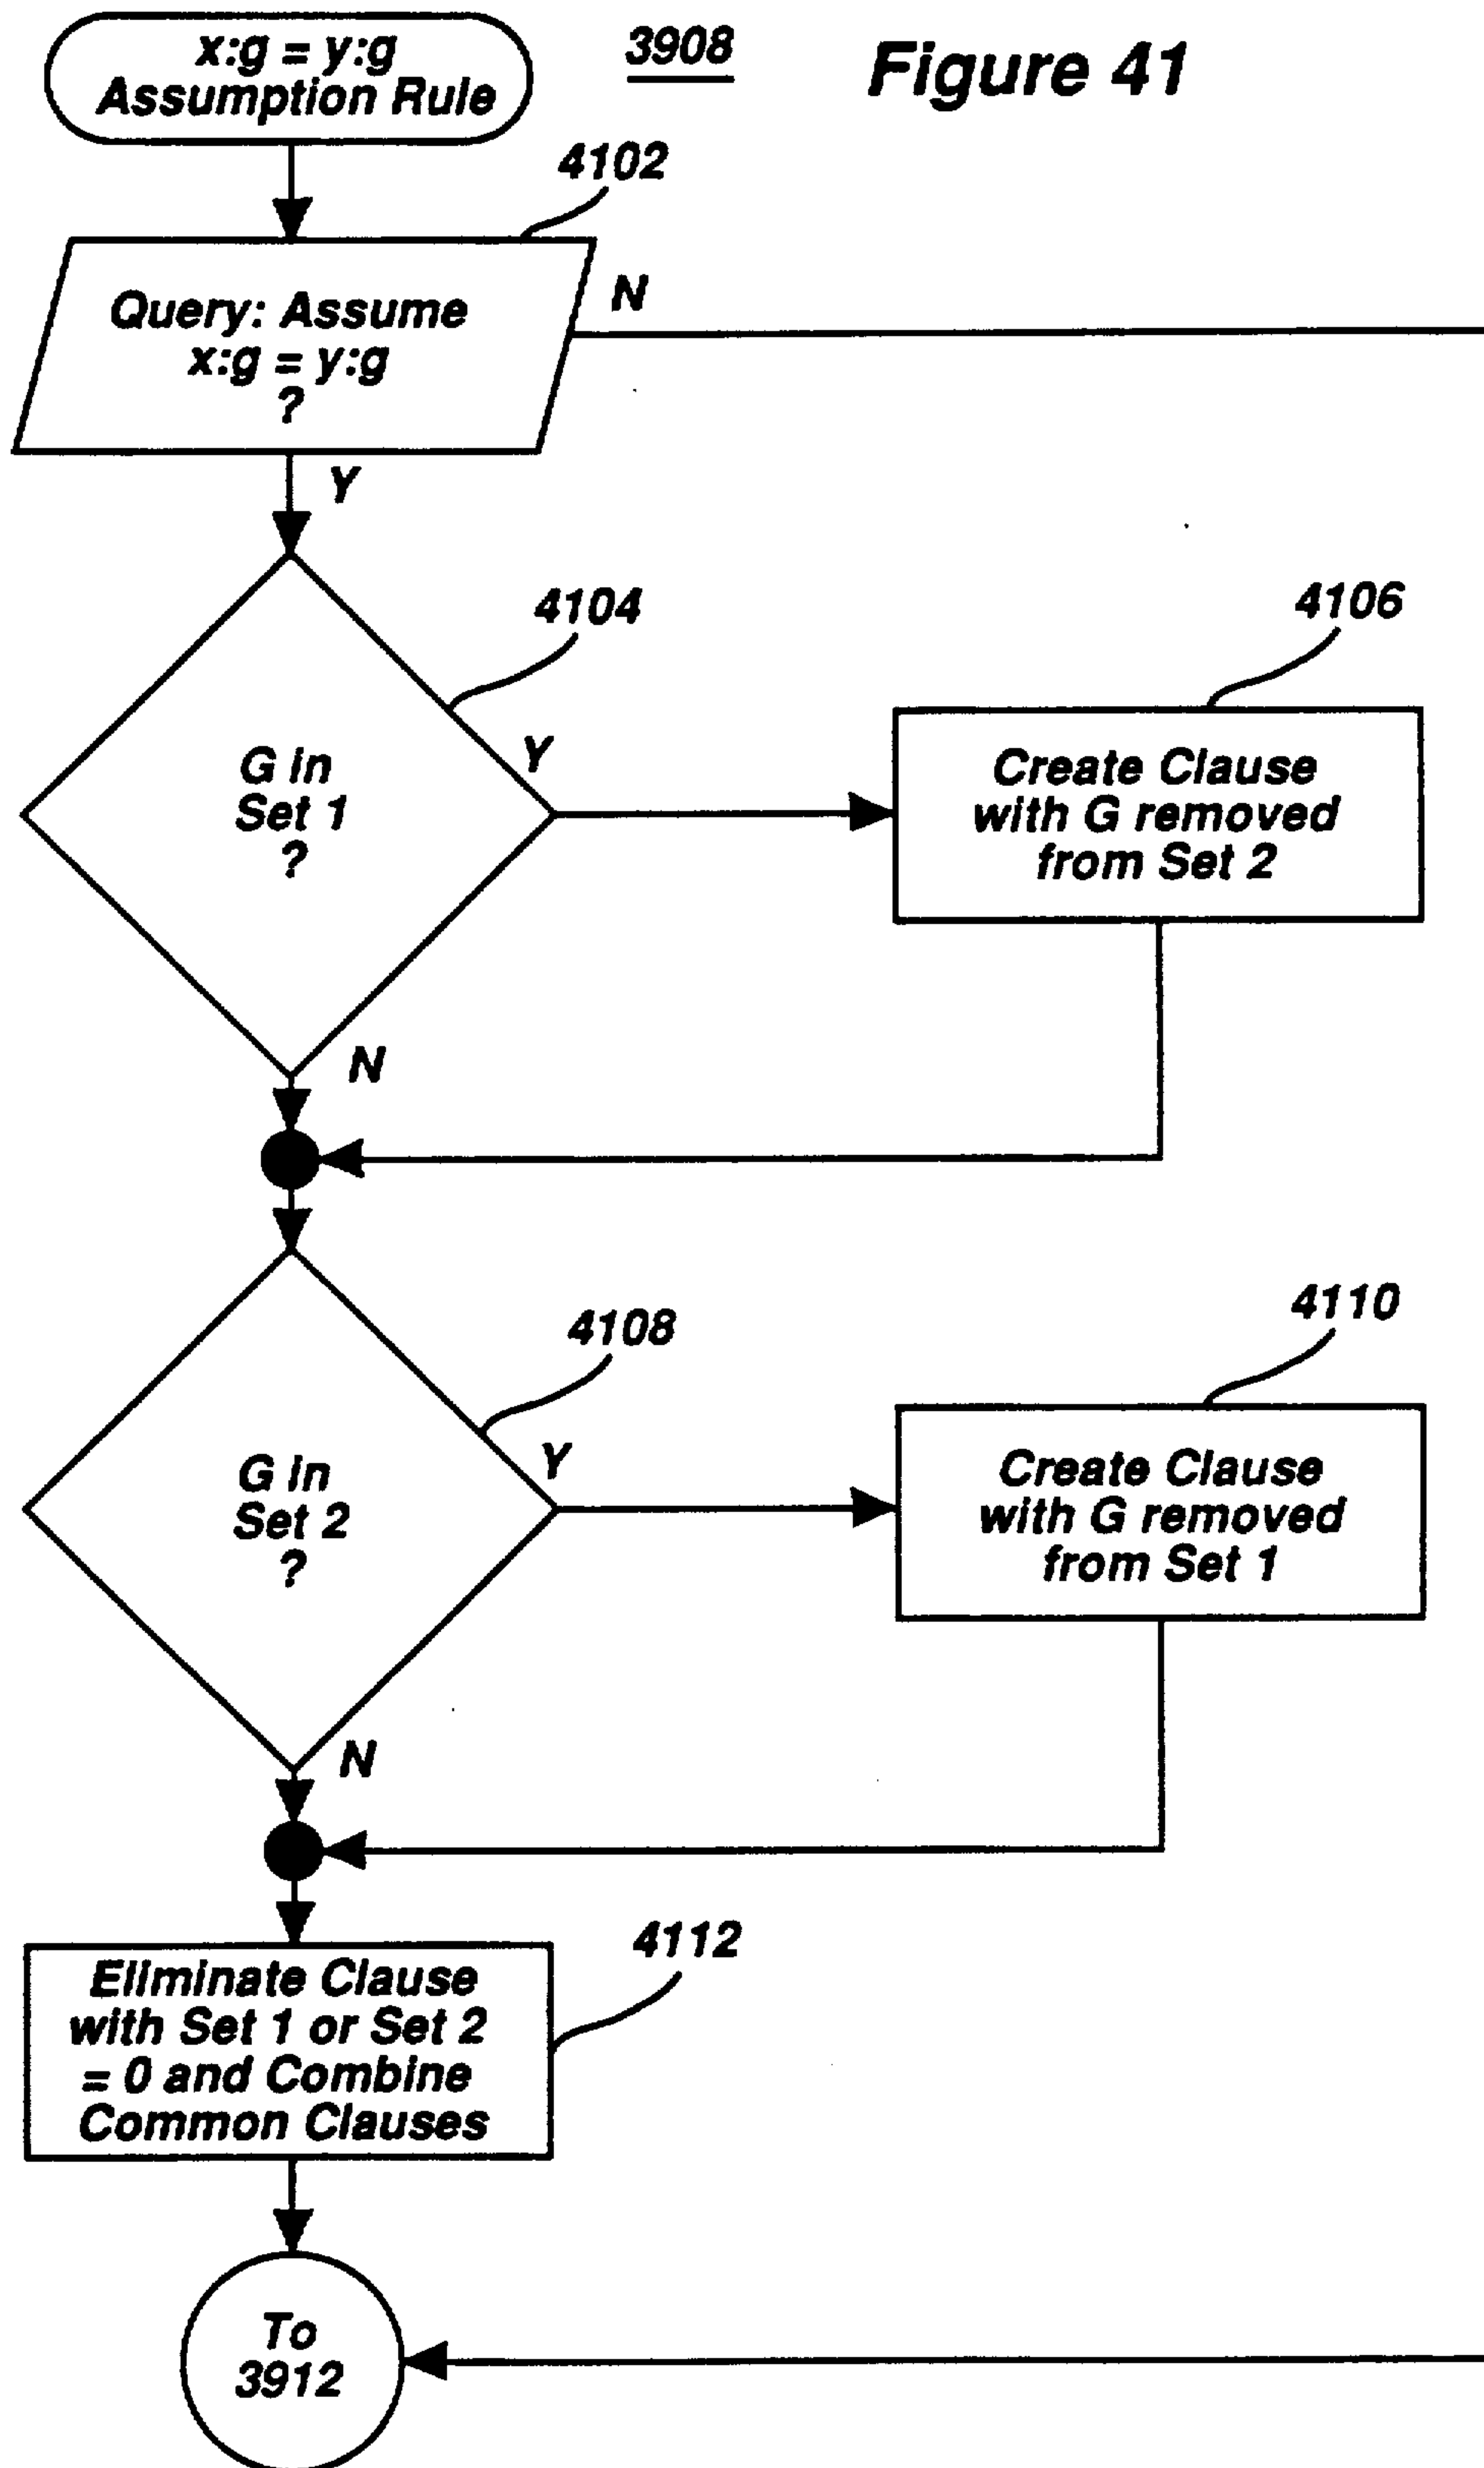 x:g = y:g
Assumption Rule
3908
Figure 41
4102
Query: Assume
x:g = y:g
?
N
Y
4104
G in
Set 1
?
Y
4106
Create Clause
with G removed
from Set 2
N
4108
G in
Set 2
?
Y
4110
Create Clause
with G removed
from Set 1
N
4112
Eliminate Clause
with Set 1 or Set 2
= 0 and Combine
Common Clauses
To
3912